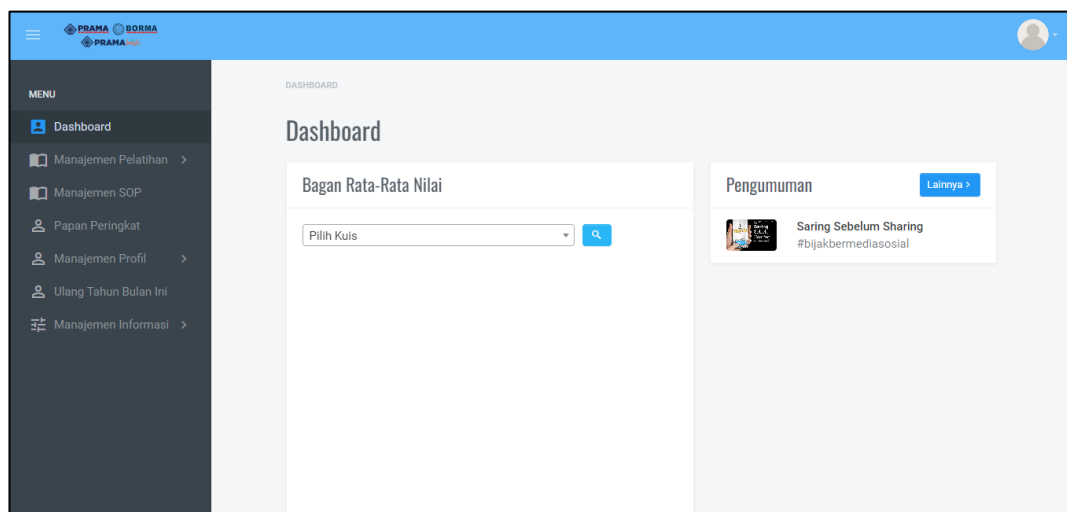 PRAMA BORMA
PRAMA
MENU
Dashboard
Manajemen Pelatihan
Manajemen SOP
Papan Peringkat
Manajemen Profil
Ulang Tahun Bulan Ini
Manajemen Informasi
DASHBOARD
Dashboard
Bagan Rata-Rata Nilai
Pilih Kuis
Pengumuman
Lainnya >
Saring Sebelum Sharing
#bijakbermediasosial